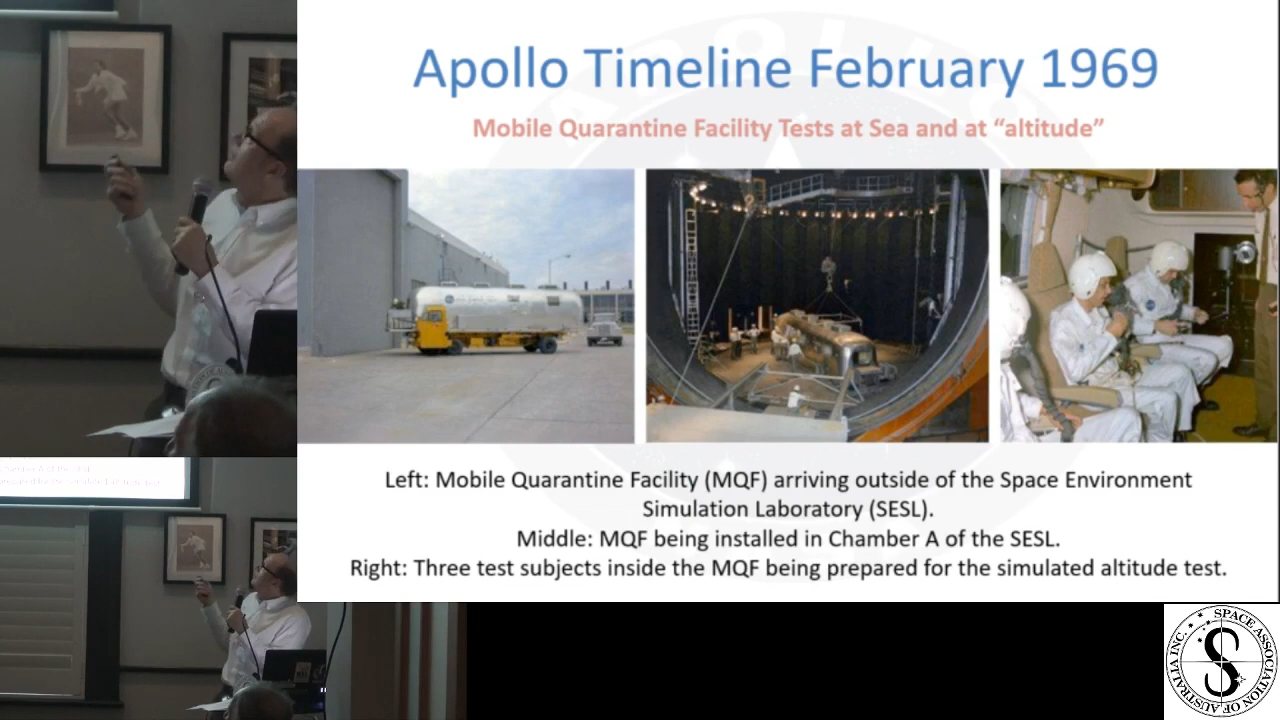 Apollo Timeline February 1969
Mobile Quarantine Facility Tests at Sea and at “altitude”
Left: Mobile Quarantine Facility (MQF) arriving outside of the Space Environment
Simulation Laboratory (SESL).
Middle: MQF being installed in Chamber A of the SESL.
Right: Three test subjects inside the MQF being prepared for the simulated altitude test.
SPACE ASSOCIATION OF AUSTRALIA INC.